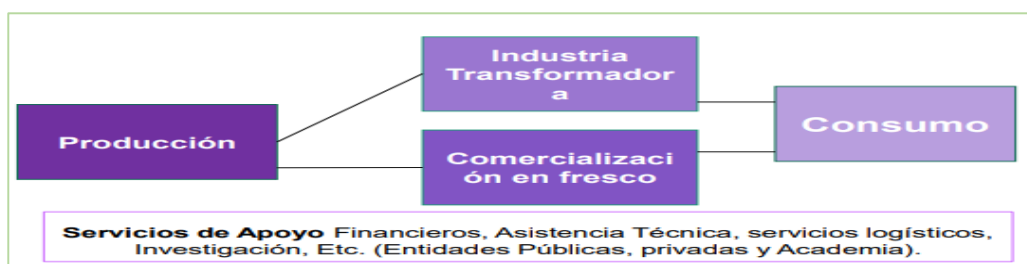 Industria
Transformador
a
Producción
Consumo
Comercializaci
ón en fresco
Servicios de Apoyo Financieros, Asistencia Técnica, servicios logísticos,
Investigación, Etc. (Entidades Públicas, privadas y Academia).